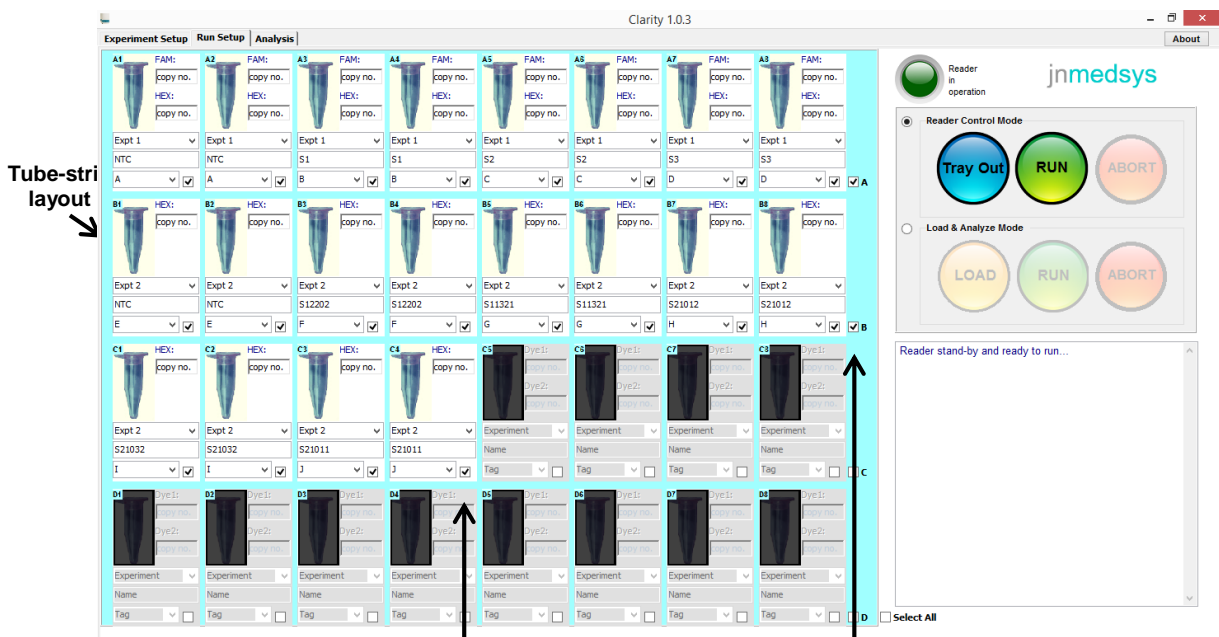 Clarity 1.0.3
Experiment Setup Run Setup Analysis About
A1 FAM: A2 FAM: A3 FAM: A4 FAM: A5 FAM: A6 FAM: A7 FAM: A8 FAM:
copy no. copy no. copy no. copy no. copy no. copy no. copy no. copy no.
HEX: HEX: HEX: HEX: HEX: HEX: HEX: HEX:
copy no. copy no. copy no. copy no. copy no. copy no. copy no. copy no.
Expt 1 Expt 1 Expt 1 Expt 1 Expt 1 Expt 1 Expt 1 Expt 1
NTC NTC S1 S1 S2 S2 S3 S3
A A B B C C D D A
Tube-stri
layout
B1 HEX: B2 HEX: B3 HEX: B4 HEX: B5 HEX: B6 HEX: B7 HEX: B8 HEX:
copy no. copy no. copy no. copy no. copy no. copy no. copy no. copy no.
Expt 2 Expt 2 Expt 2 Expt 2 Expt 2 Expt 2 Expt 2 Expt 2
NTC NTC S12202 S12202 S11321 S11321 S21012 S21012
E E F F G G H H B
C1 HEX: C2 HEX: C3 HEX: C4 HEX: C5 Dye1: C6 Dye1: C7 Dye1: C8 Dye1:
copy no. copy no. copy no. copy no. copy no. copy no. copy no. copy no.
Dye2: Dye2: Dye2: Dye2:
copy no. copy no. copy no. copy no.
Expt 2 Expt 2 Expt 2 Expt 2 Experiment Experiment Experiment Experiment
S21032 S21032 S21011 S21011 Name Name Name Name
I I J J Tag Tag Tag Tag C
D1 Dye1: D2 Dye1: D3 Dye1: D4 Dye1: D5 Dye1: D6 Dye1: D7 Dye1: D8 Dye1:
copy no. copy no. copy no. copy no. copy no. copy no. copy no. copy no.
Dye2: Dye2: Dye2: Dye2: Dye2: Dye2: Dye2: Dye2:
copy no. copy no. copy no. copy no. copy no. copy no. copy no. copy no.
Experiment Experiment Experiment Experiment Experiment Experiment Experiment Experiment
Name Name Name Name Name Name Name Name
Tag Tag Tag Tag Tag Tag Tag Tag D
Reader
in
operation
jnmedsys
Reader Control Mode
Tray Out RUN ABORT
Load & Analyze Mode
LOAD RUN ABORT
Reader stand-by and ready to run...
Select All